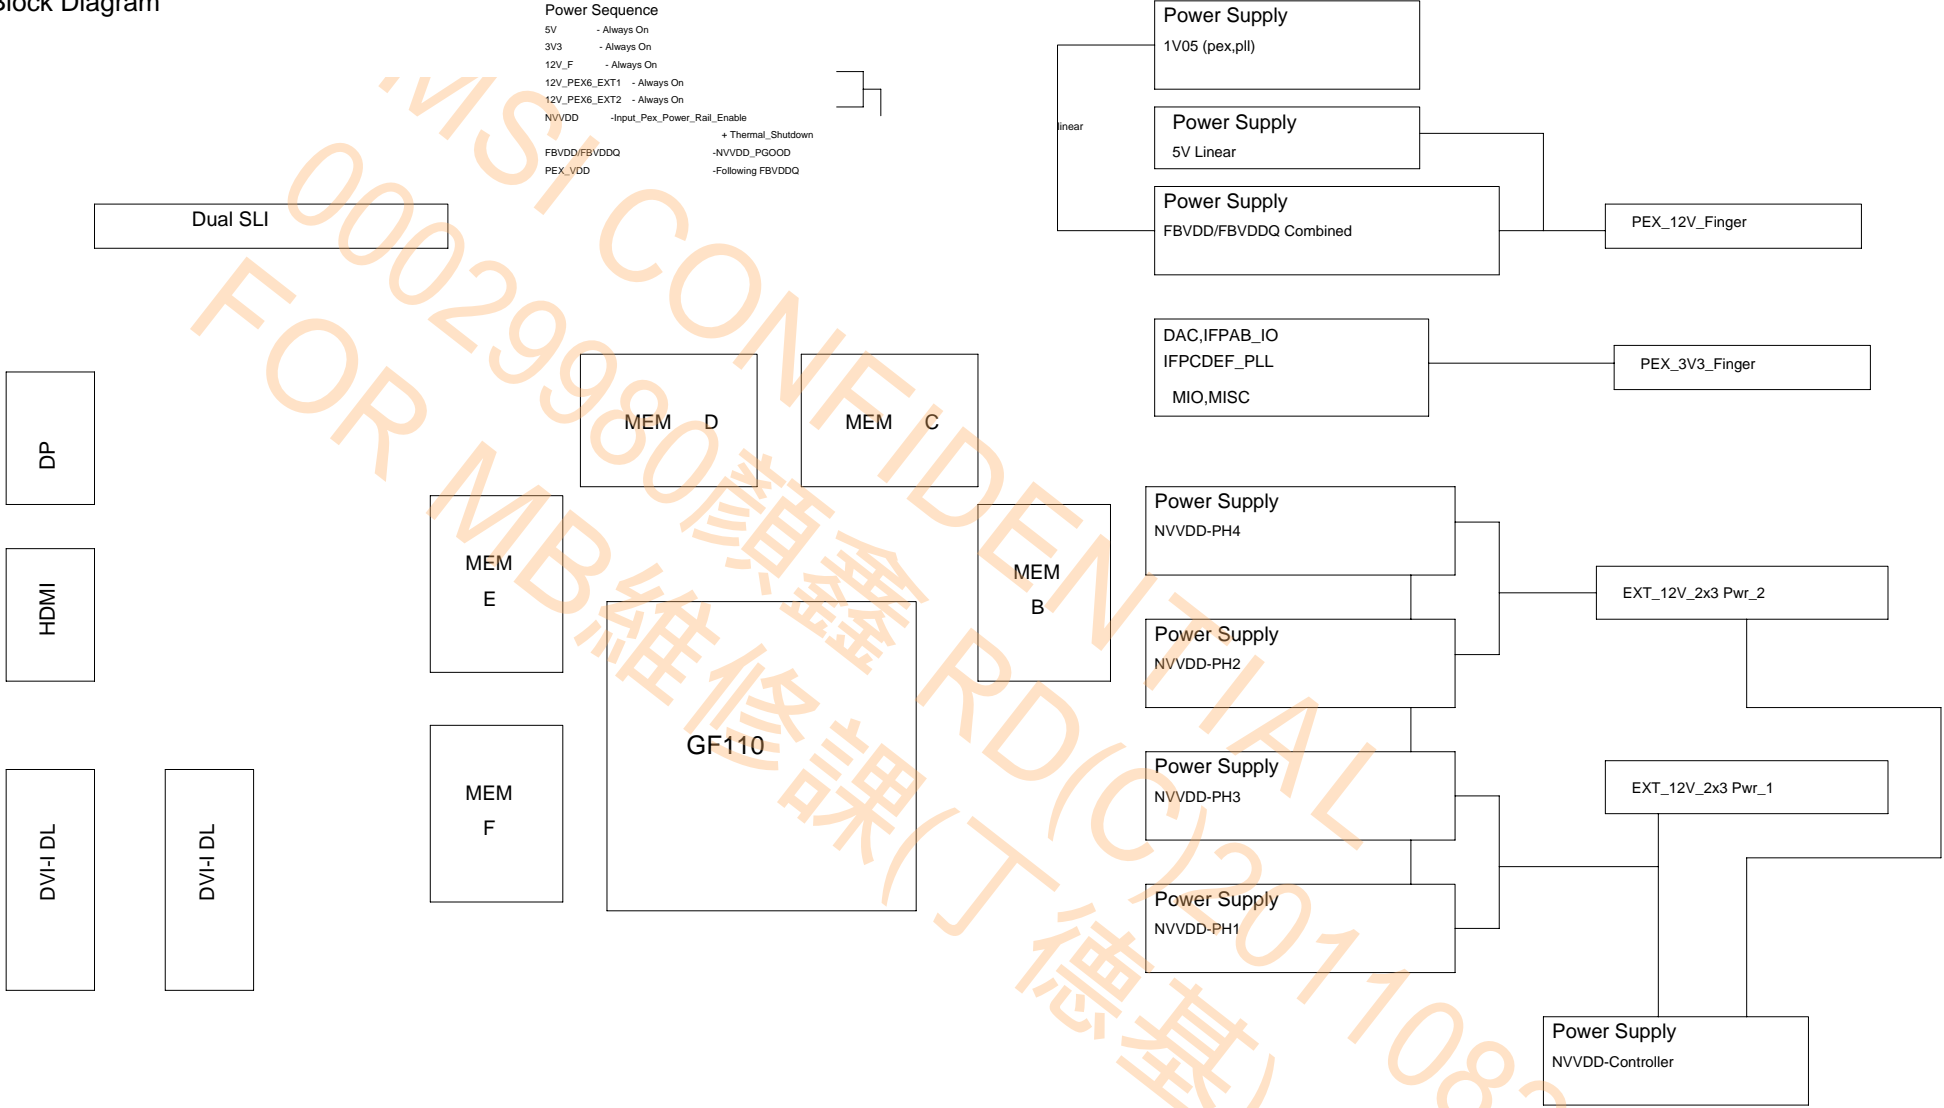 Block Diagram
Power Sequence
5V - Always On
3V3 - Always On
12V_F - Always On
12V_PEX6_EXT1 - Always On
12V_PEX6_EXT2 - Always On
NVVDD -Input_Pex_Power_Rail_Enable
+ Thermal_Shutdown
FBVDD/FBVDDQ -NVVDD_PGOOD
PEX_VDD -Following FBVDDQ
Power Supply
1V05 (pex,pll)
linear
Power Supply
5V Linear
Power Supply
FBVDD/FBVDDQ Combined
PEX_12V_Finger
Dual SLI
DAC,IFPAB_IO
IFPCDEF_PLL
MIO,MISC
PEX_3V3_Finger
DP
HDMI
DVI-I DL
DVI-I DL
MEM D
MEM C
MEM
E
MEM
B
MEM
F
GF110
Power Supply
NVVDD-PH4
Power Supply
NVVDD-PH2
Power Supply
NVVDD-PH3
Power Supply
NVVDD-PH1
EXT_12V_2x3 Pwr_2
EXT_12V_2x3 Pwr_1
Power Supply
NVVDD-Controller
MSI CONFIDENTIAL
00029980顏鑫 RD(C)2011082
FOR MB維修課(丁德基)